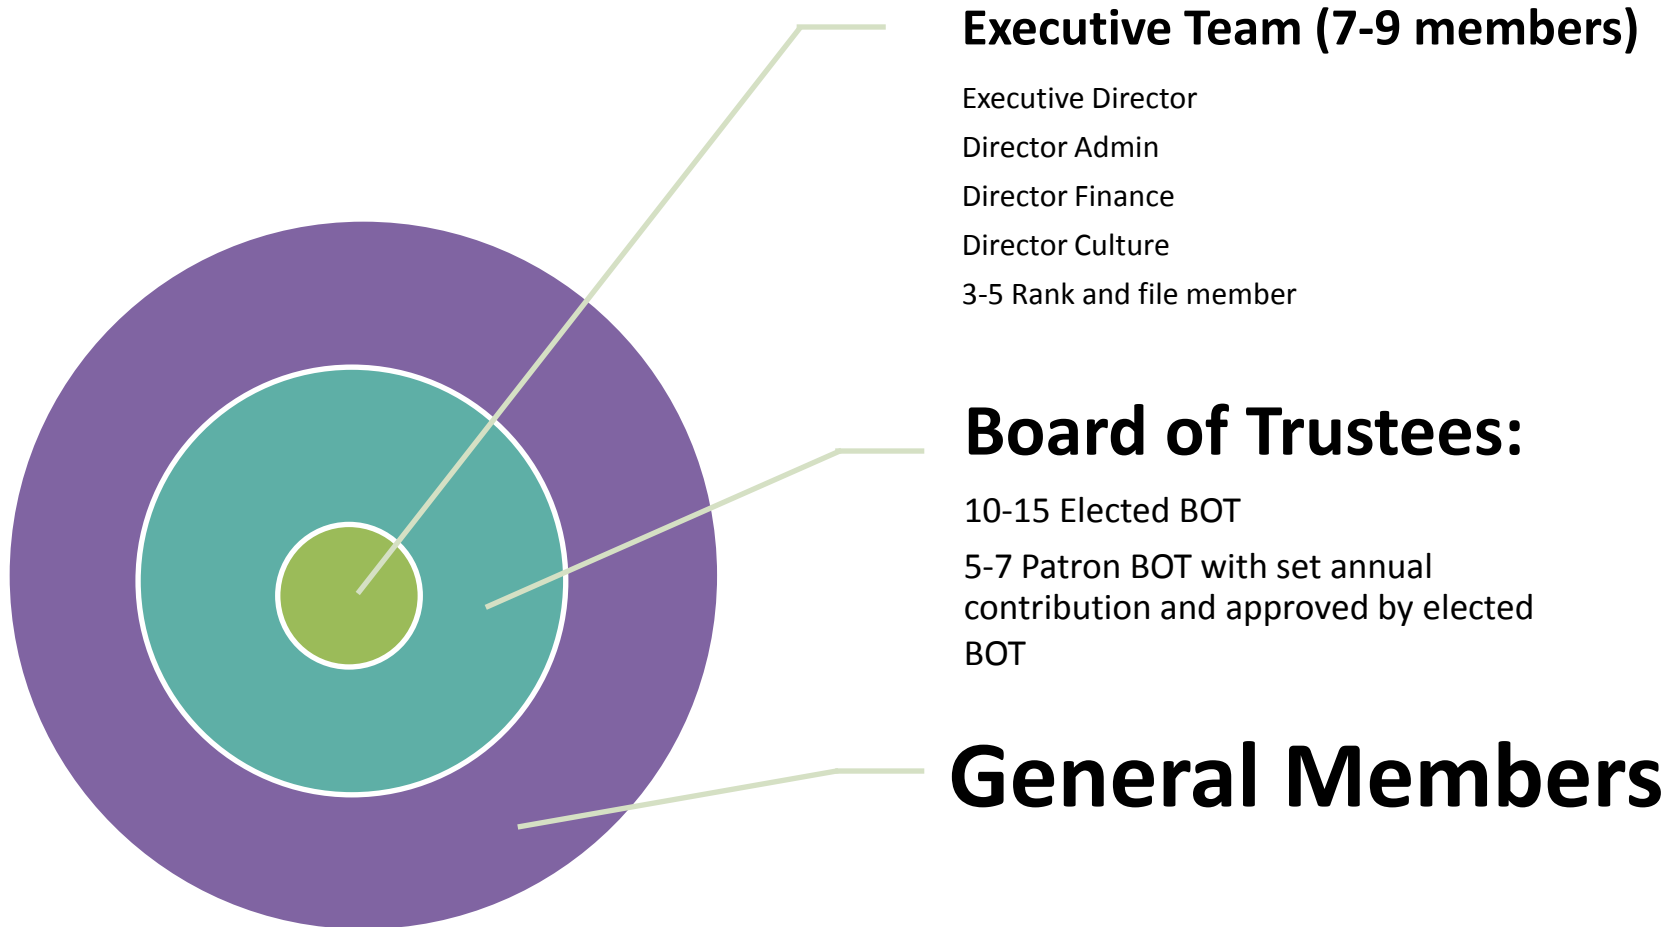 Executive Team (7-9 members)
Executive Director
Director Admin
Director Finance
Director Culture
3-5 Rank and file member
Board of Trustees:
10-15 Elected BOT
5-7 Patron BOT with set annual
contribution and approved by elected
BOT
General Members